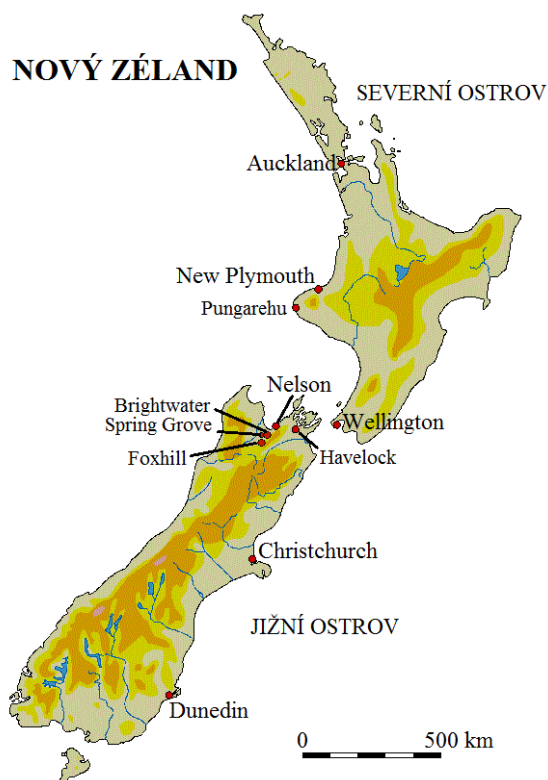 NOVÝ ZÉLAND
SEVERNÍ OSTROV
Auckland
New Plymouth
Pungarehu
Nelson
Brightwater
Spring Grove
Wellington
Foxhill
Havelock
Christchurch
JIŽNÍ OSTROV
Dunedin
0 500 km